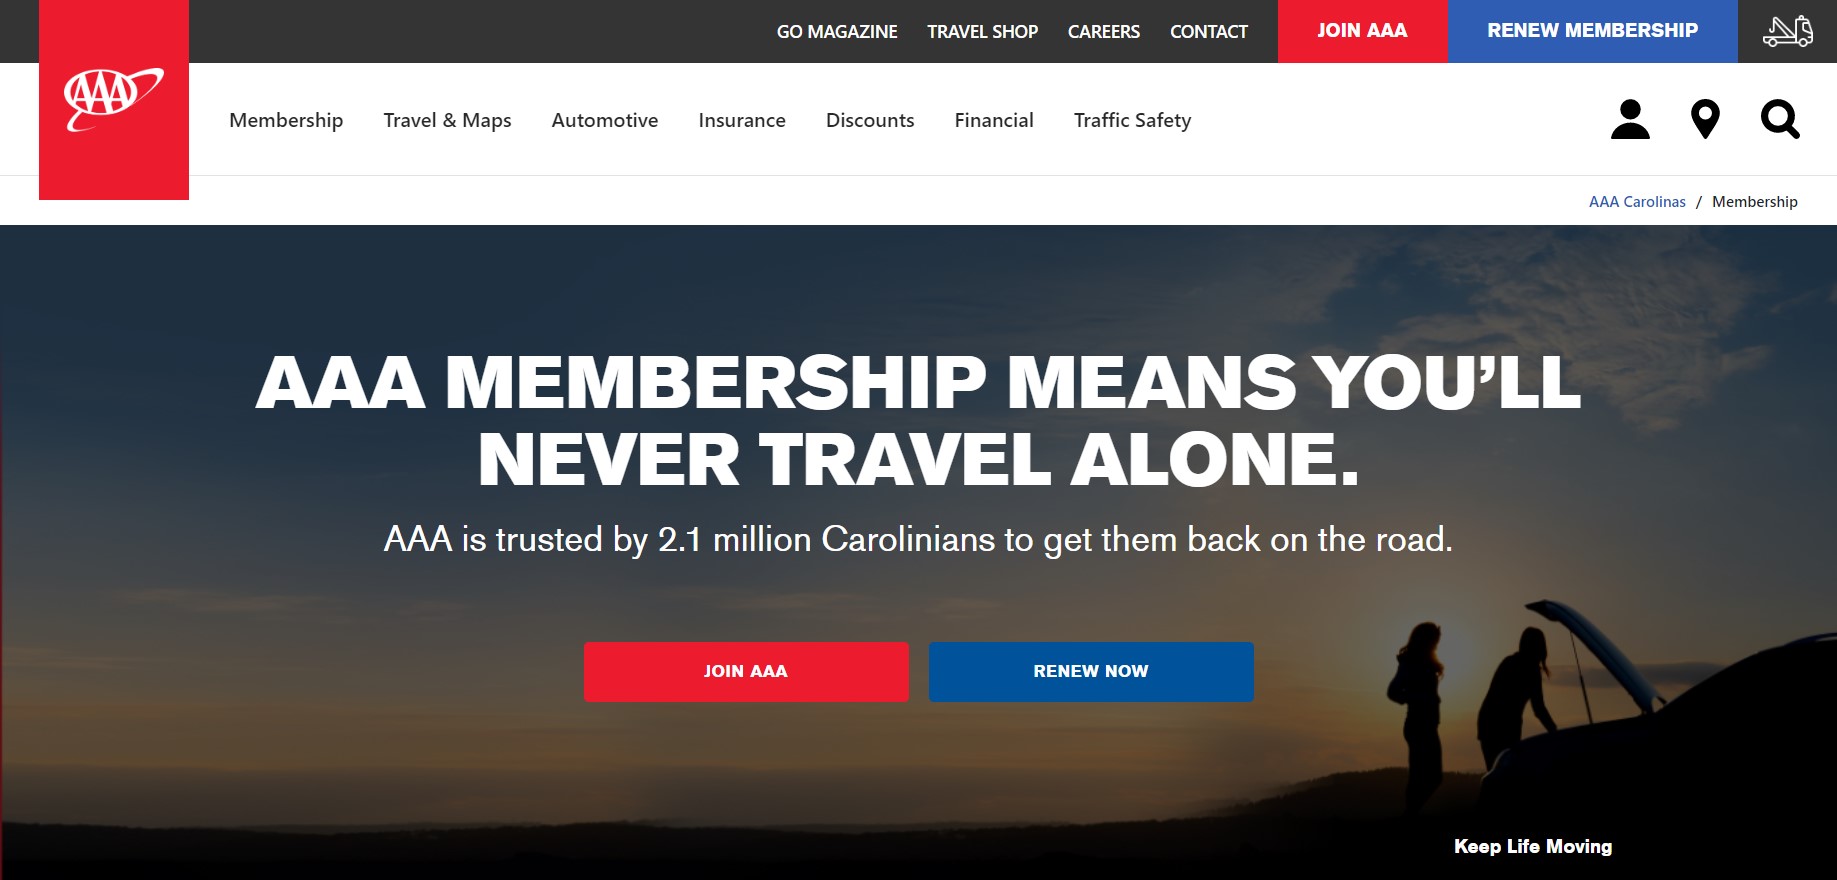 GO MAGAZINE TRAVEL SHOP CAREERS CONTACT JOIN AAA RENEW MEMBERSHIP
AAA
Membership Travel & Maps Automotive Insurance Discounts Financial Traffic Safety
AAA Carolinas / Membership
AAA MEMBERSHIP MEANS YOU’LL
NEVER TRAVEL ALONE.
AAA is trusted by 2.1 million Carolinians to get them back on the road.
JOIN AAA RENEW NOW
Keep Life Moving